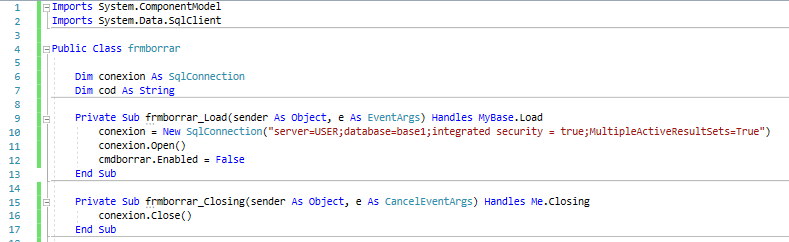 1 Imports System.ComponentModel
2 Imports System.Data.SqlClient
3
4 Public Class frmborrar
5
6 Dim conexion As SqlConnection
7 Dim cod As String
8
9 Private Sub frmborrar_Load(sender As Object, e As EventArgs) Handles MyBase.Load
10 conexion = New SqlConnection("server=USER;database=base1;integrated security = true;MultipleActiveResultSets=True")
11 conexion.Open()
12 cmdborrar.Enabled = False
13 End Sub
14
15 Private Sub frmborrar_Closing(sender As Object, e As CancelEventArgs) Handles Me.Closing
16 conexion.Close()
17 End Sub